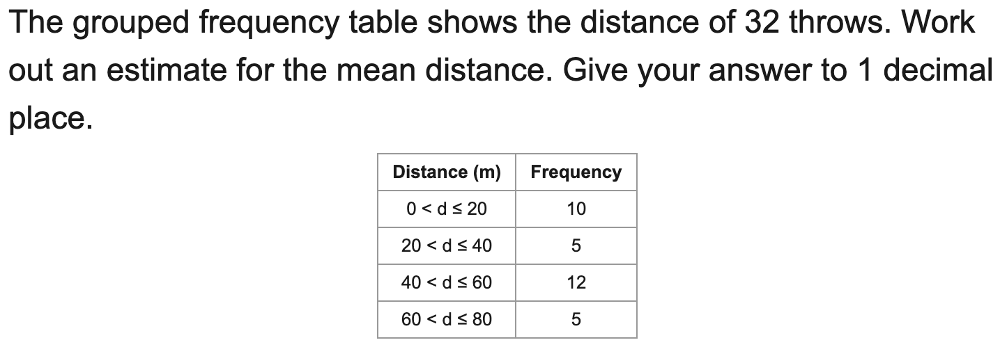 The grouped frequency table shows the distance of 32 throws. Work
out an estimate for the mean distance. Give your answer to 1 decimal
place.
Distance (m) Frequency
0 < d ≤ 20 10
20 < d ≤ 40 5
40 < d ≤ 60 12
60 < d ≤ 80 5